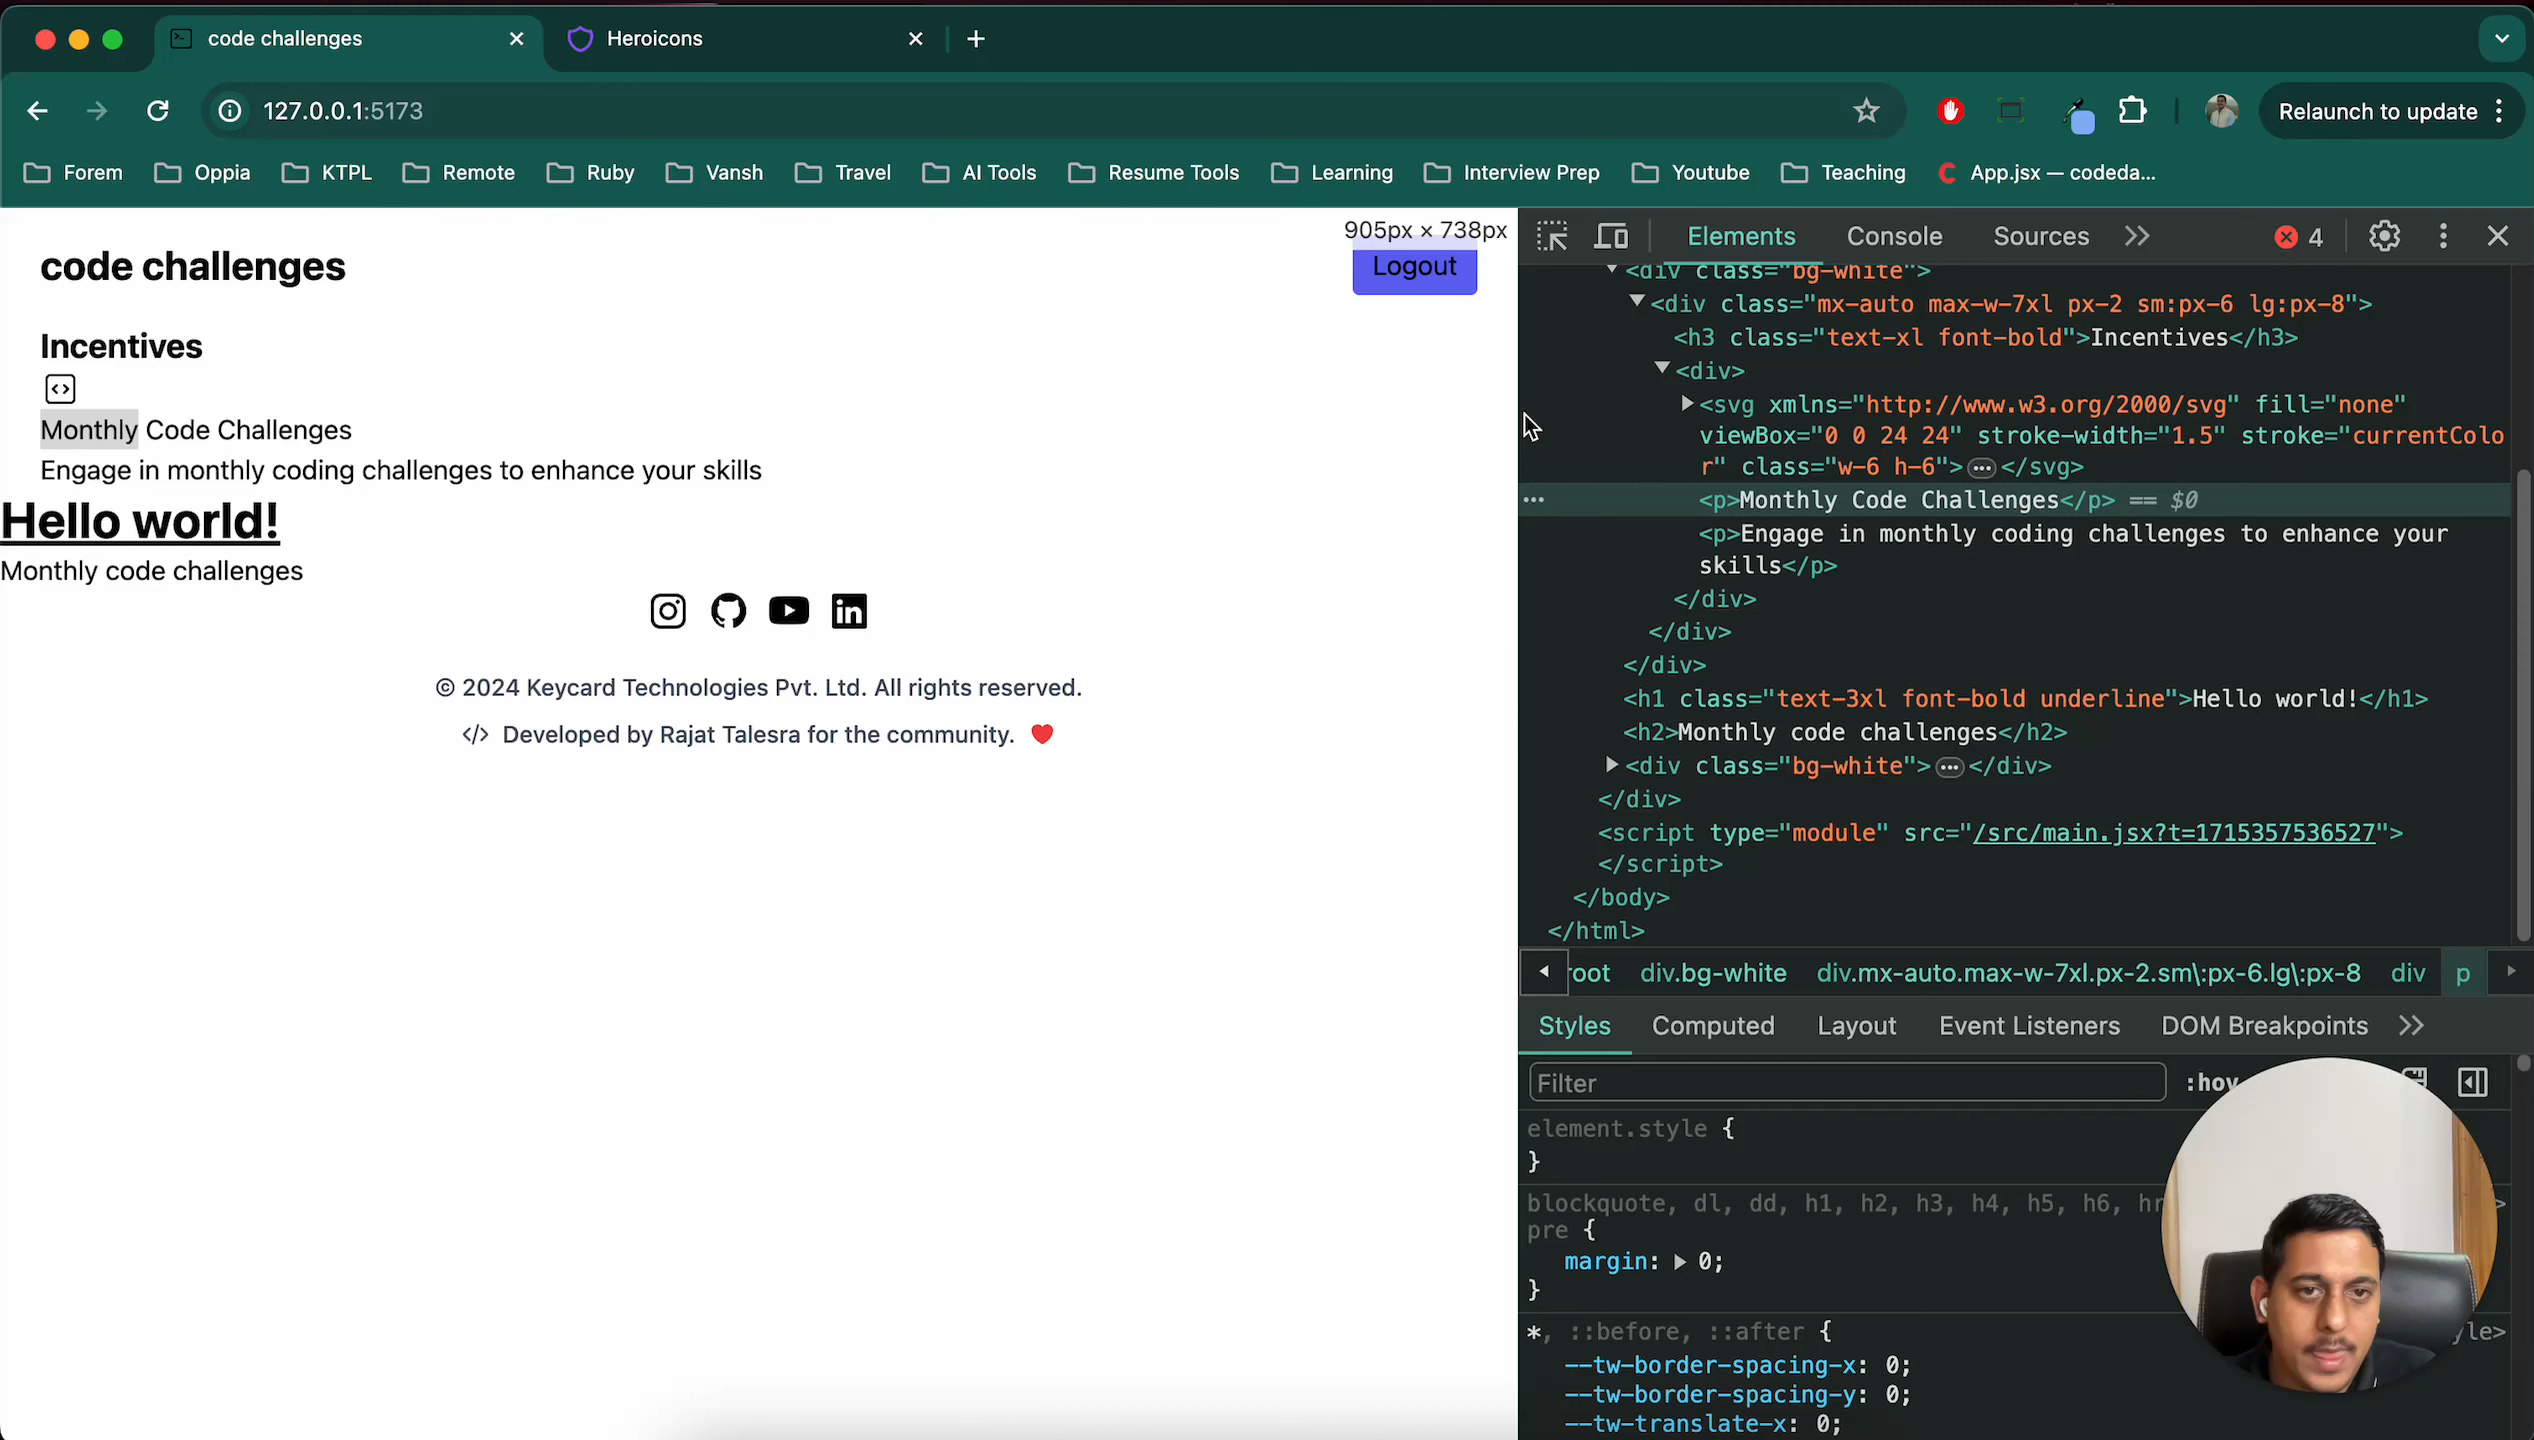 code challenges
Heroicons
127.0.0.1:5173
Relaunch to update
Forem
Oppia
KTPL
Remote
Ruby
Vansh
Travel
AI Tools
Resume Tools
Learning
Interview Prep
Youtube
Teaching
App.jsx — codeda...
905px × 738px
code challenges
Logout
Incentives
Monthly Code Challenges
Engage in monthly coding challenges to enhance your skills
Hello world!
Monthly code challenges
© 2024 Keycard Technologies Pvt. Ltd. All rights reserved.
</> Developed by Rajat Talesra for the community.
Elements
Console
Sources
4
<div class="bg-white">
<div class="mx-auto max-w-7xl px-2 sm:px-6 lg:px-8">
<h3 class="text-xl font-bold">Incentives</h3>
<div>
<svg xmlns="http://www.w3.org/2000/svg" fill="none"
viewBox="0 0 24 24" stroke-width="1.5" stroke="currentColo
r" class="w-6 h-6">…</svg>
<p>Monthly Code Challenges</p> == $0
<p>Engage in monthly coding challenges to enhance your
skills</p>
</div>
</div>
</div>
<h1 class="text-3xl font-bold underline">Hello world!</h1>
<h2>Monthly code challenges</h2>
<div class="bg-white">…</div>
</div>
<script type="module" src="/src/main.jsx?t=1715357536527">
</script>
</body>
</html>
root div.bg-white div.mx-auto.max-w-7xl.px-2.sm\:px-6.lg\:px-8 div p
Styles
Computed
Layout
Event Listeners
DOM Breakpoints
Filter
:hov
element.style {
}
blockquote, dl, dd, h1, h2, h3, h4, h5, h6, hr
pre {
margin: 0;
}
*, ::before, ::after {
--tw-border-spacing-x: 0;
--tw-border-spacing-y: 0;
--tw-translate-x: 0;